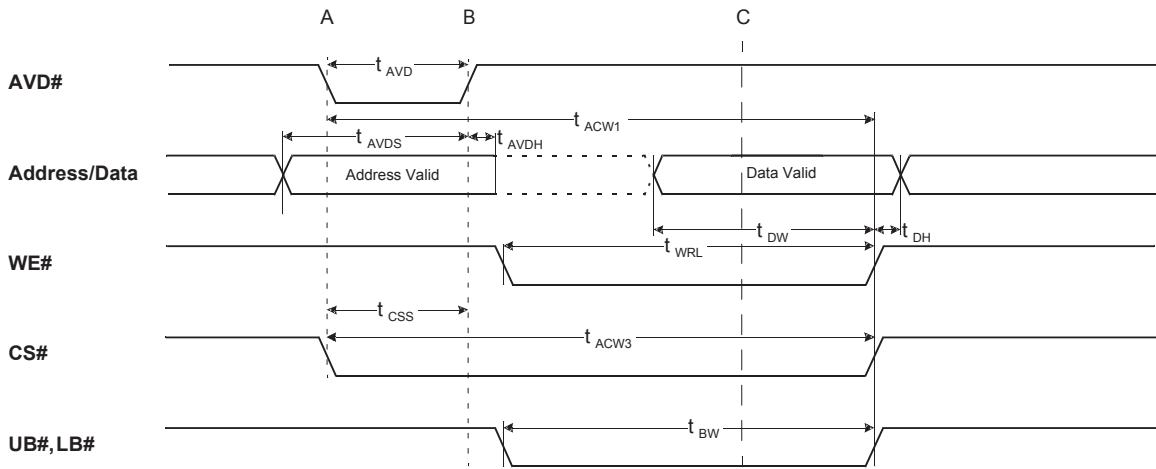 A B C
AVD#
t AVD
t ACW1
t AVDS t AVDH
Address/Data
Address Valid
Data Valid
t DW t DH
t WRL
WE#
t CSS
t ACW3
CS#
t BW
UB#, LB#